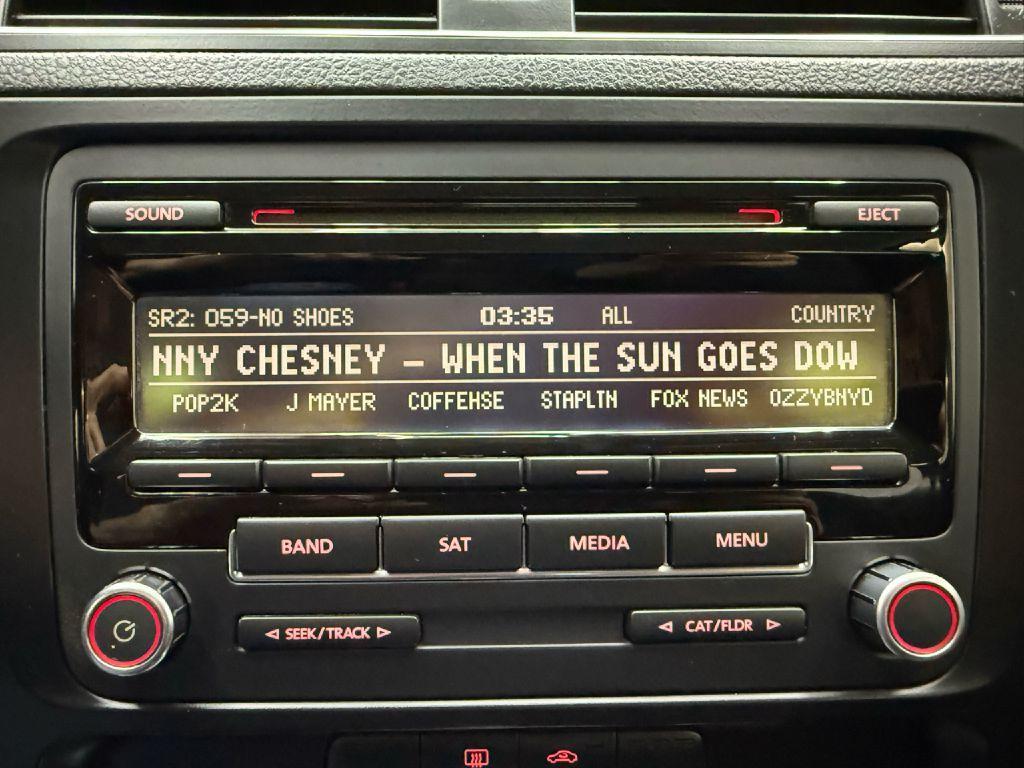 SOUND EJECT
SR2: 059-NO SHOES 03:35 ALL COUNTRY
NNY CHESNEY - WHEN THE SUN GOES DOW
POP2K J MAYER COFFEHSE STAPLTN FOX NEWS OZZYBNYD
BAND SAT MEDIA MENU
SEEK/TRACK CAT/FLDR